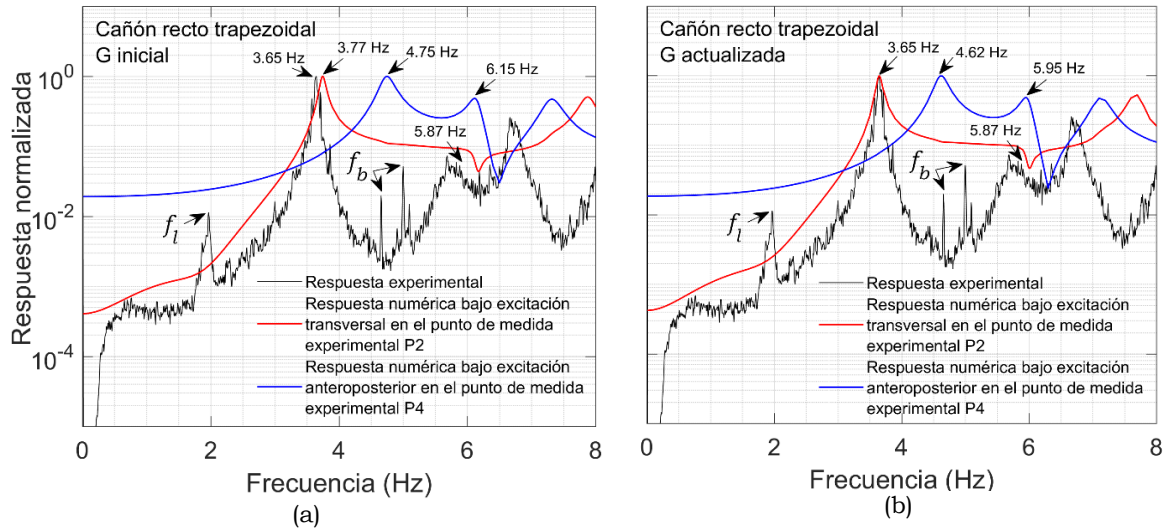 Cañón recto trapezoidal
G inicial
3.65 Hz
3.77 Hz
4.75 Hz
6.15 Hz
5.87 Hz
f_b
f_l
Respuesta experimental
Respuesta numérica bajo excitación
transversal en el punto de medida
experimental P2
Respuesta numérica bajo excitación
anteroposterior en el punto de medida
experimental P4
Respuesta normalizada
10^0
10^-2
10^-4
0 2 4 6 8
Frecuencia (Hz)
(a)
Cañón recto trapezoidal
G actualizada
3.65 Hz
4.62 Hz
5.95 Hz
5.87 Hz
f_b
f_l
Respuesta experimental
Respuesta numérica bajo excitación
transversal en el punto de medida
experimental P2
Respuesta numérica bajo excitación
anteroposterior en el punto de medida
experimental P4
0 2 4 6 8
Frecuencia (Hz)
(b)